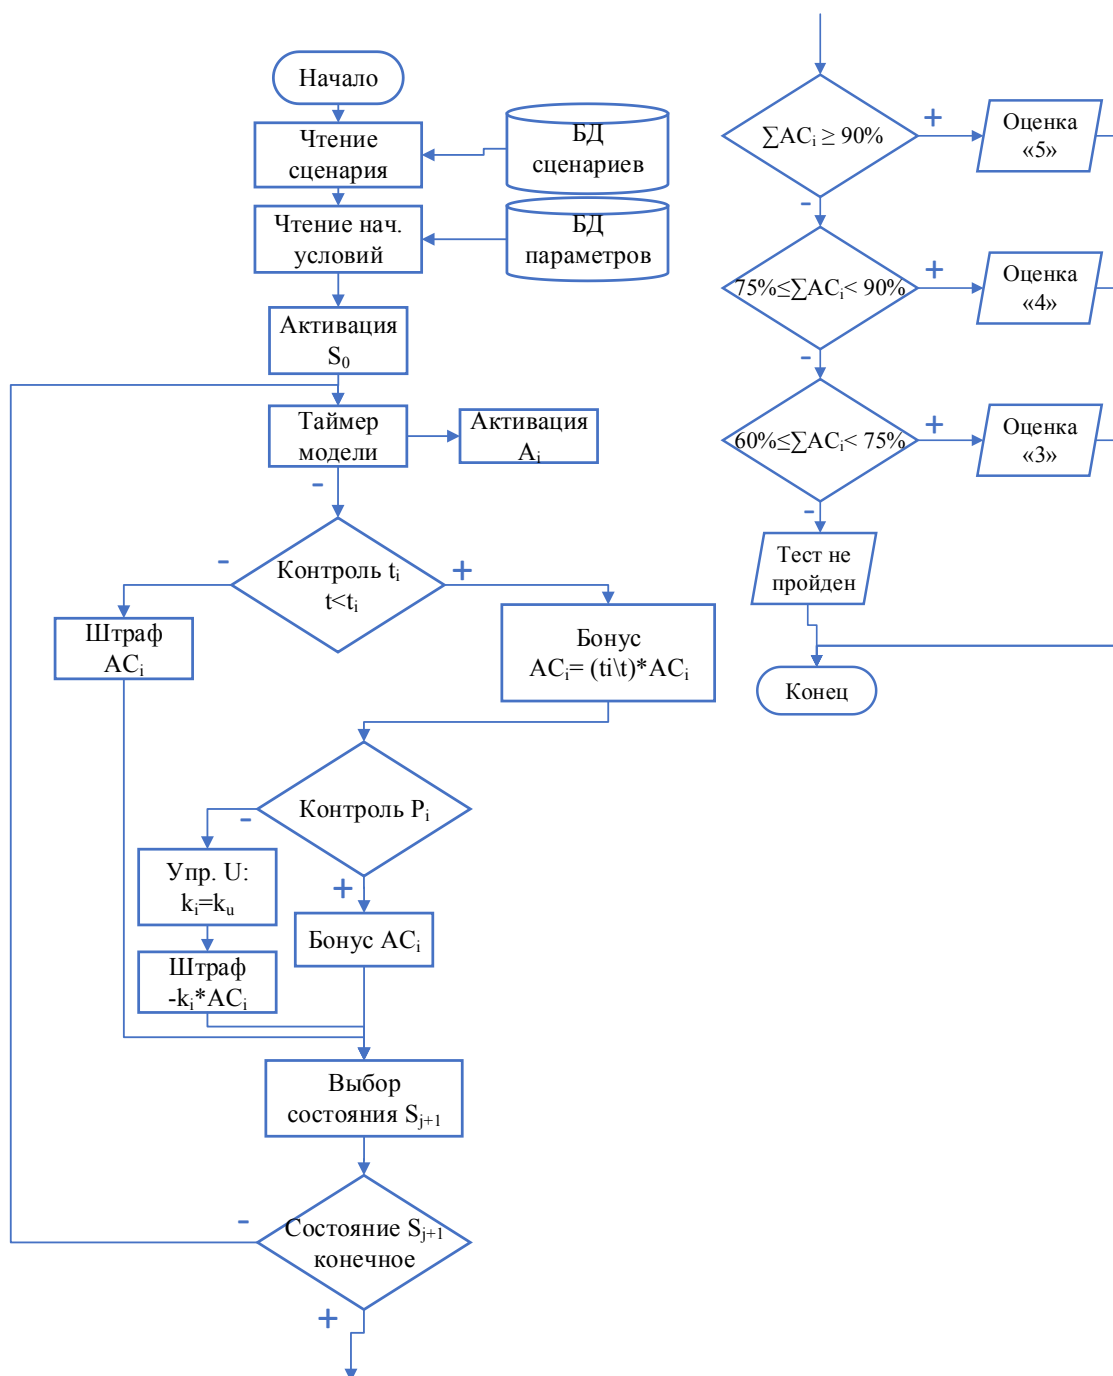 Начало
Чтение
сценария
БД
сценариев
Чтение нач.
условий
БД
параметров
Активация
S₀
Таймер
модели
Активация
Aᵢ
-
Контроль tᵢ
t<tᵢ
-
+
Штраф
ACᵢ
Бонус
ACᵢ= (ti\t)*ACᵢ
Контроль Pᵢ
-
+
Упр. U:
kᵢ=kᵤ
Штраф
-kᵢ*ACᵢ
Бонус ACᵢ
Выбор
состояния Sⱼ₊₁
Состояние Sⱼ₊₁
конечное
-
+
∑ACᵢ ≥ 90%
+
Оценка
«5»
-
75%≤∑ACᵢ< 90%
+
Оценка
«4»
-
60%≤∑ACᵢ< 75%
+
Оценка
«3»
-
Тест не
пройден
Конец